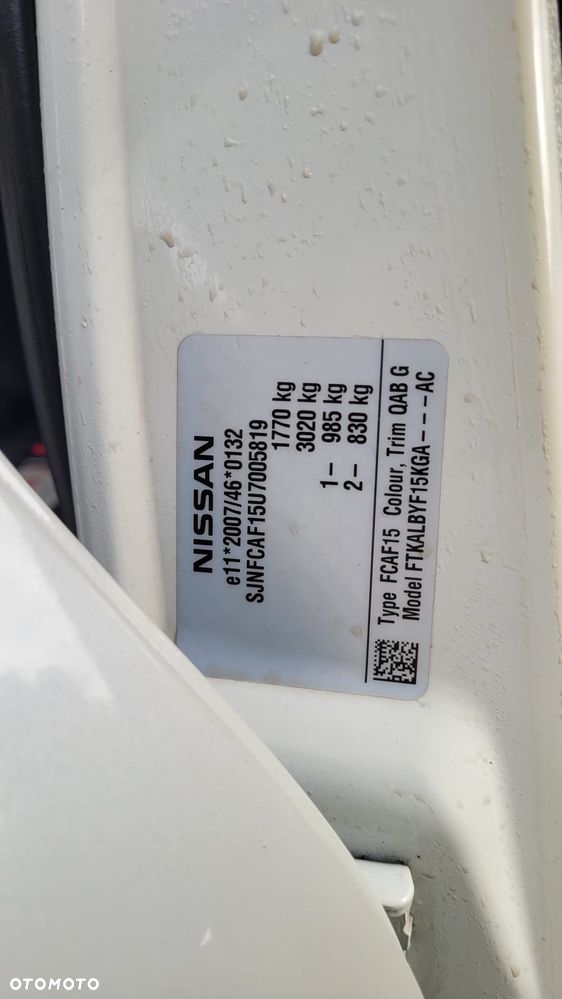 NISSAN
e11*2007/46*0132
SJNFCAF15U7005819
1770 kg
3020 kg
1- 985 kg
2- 830 kg
Type FCAF15 Colour, Trim QAB G
Model FTKALBYF15KGA---AC
OTOMOTO